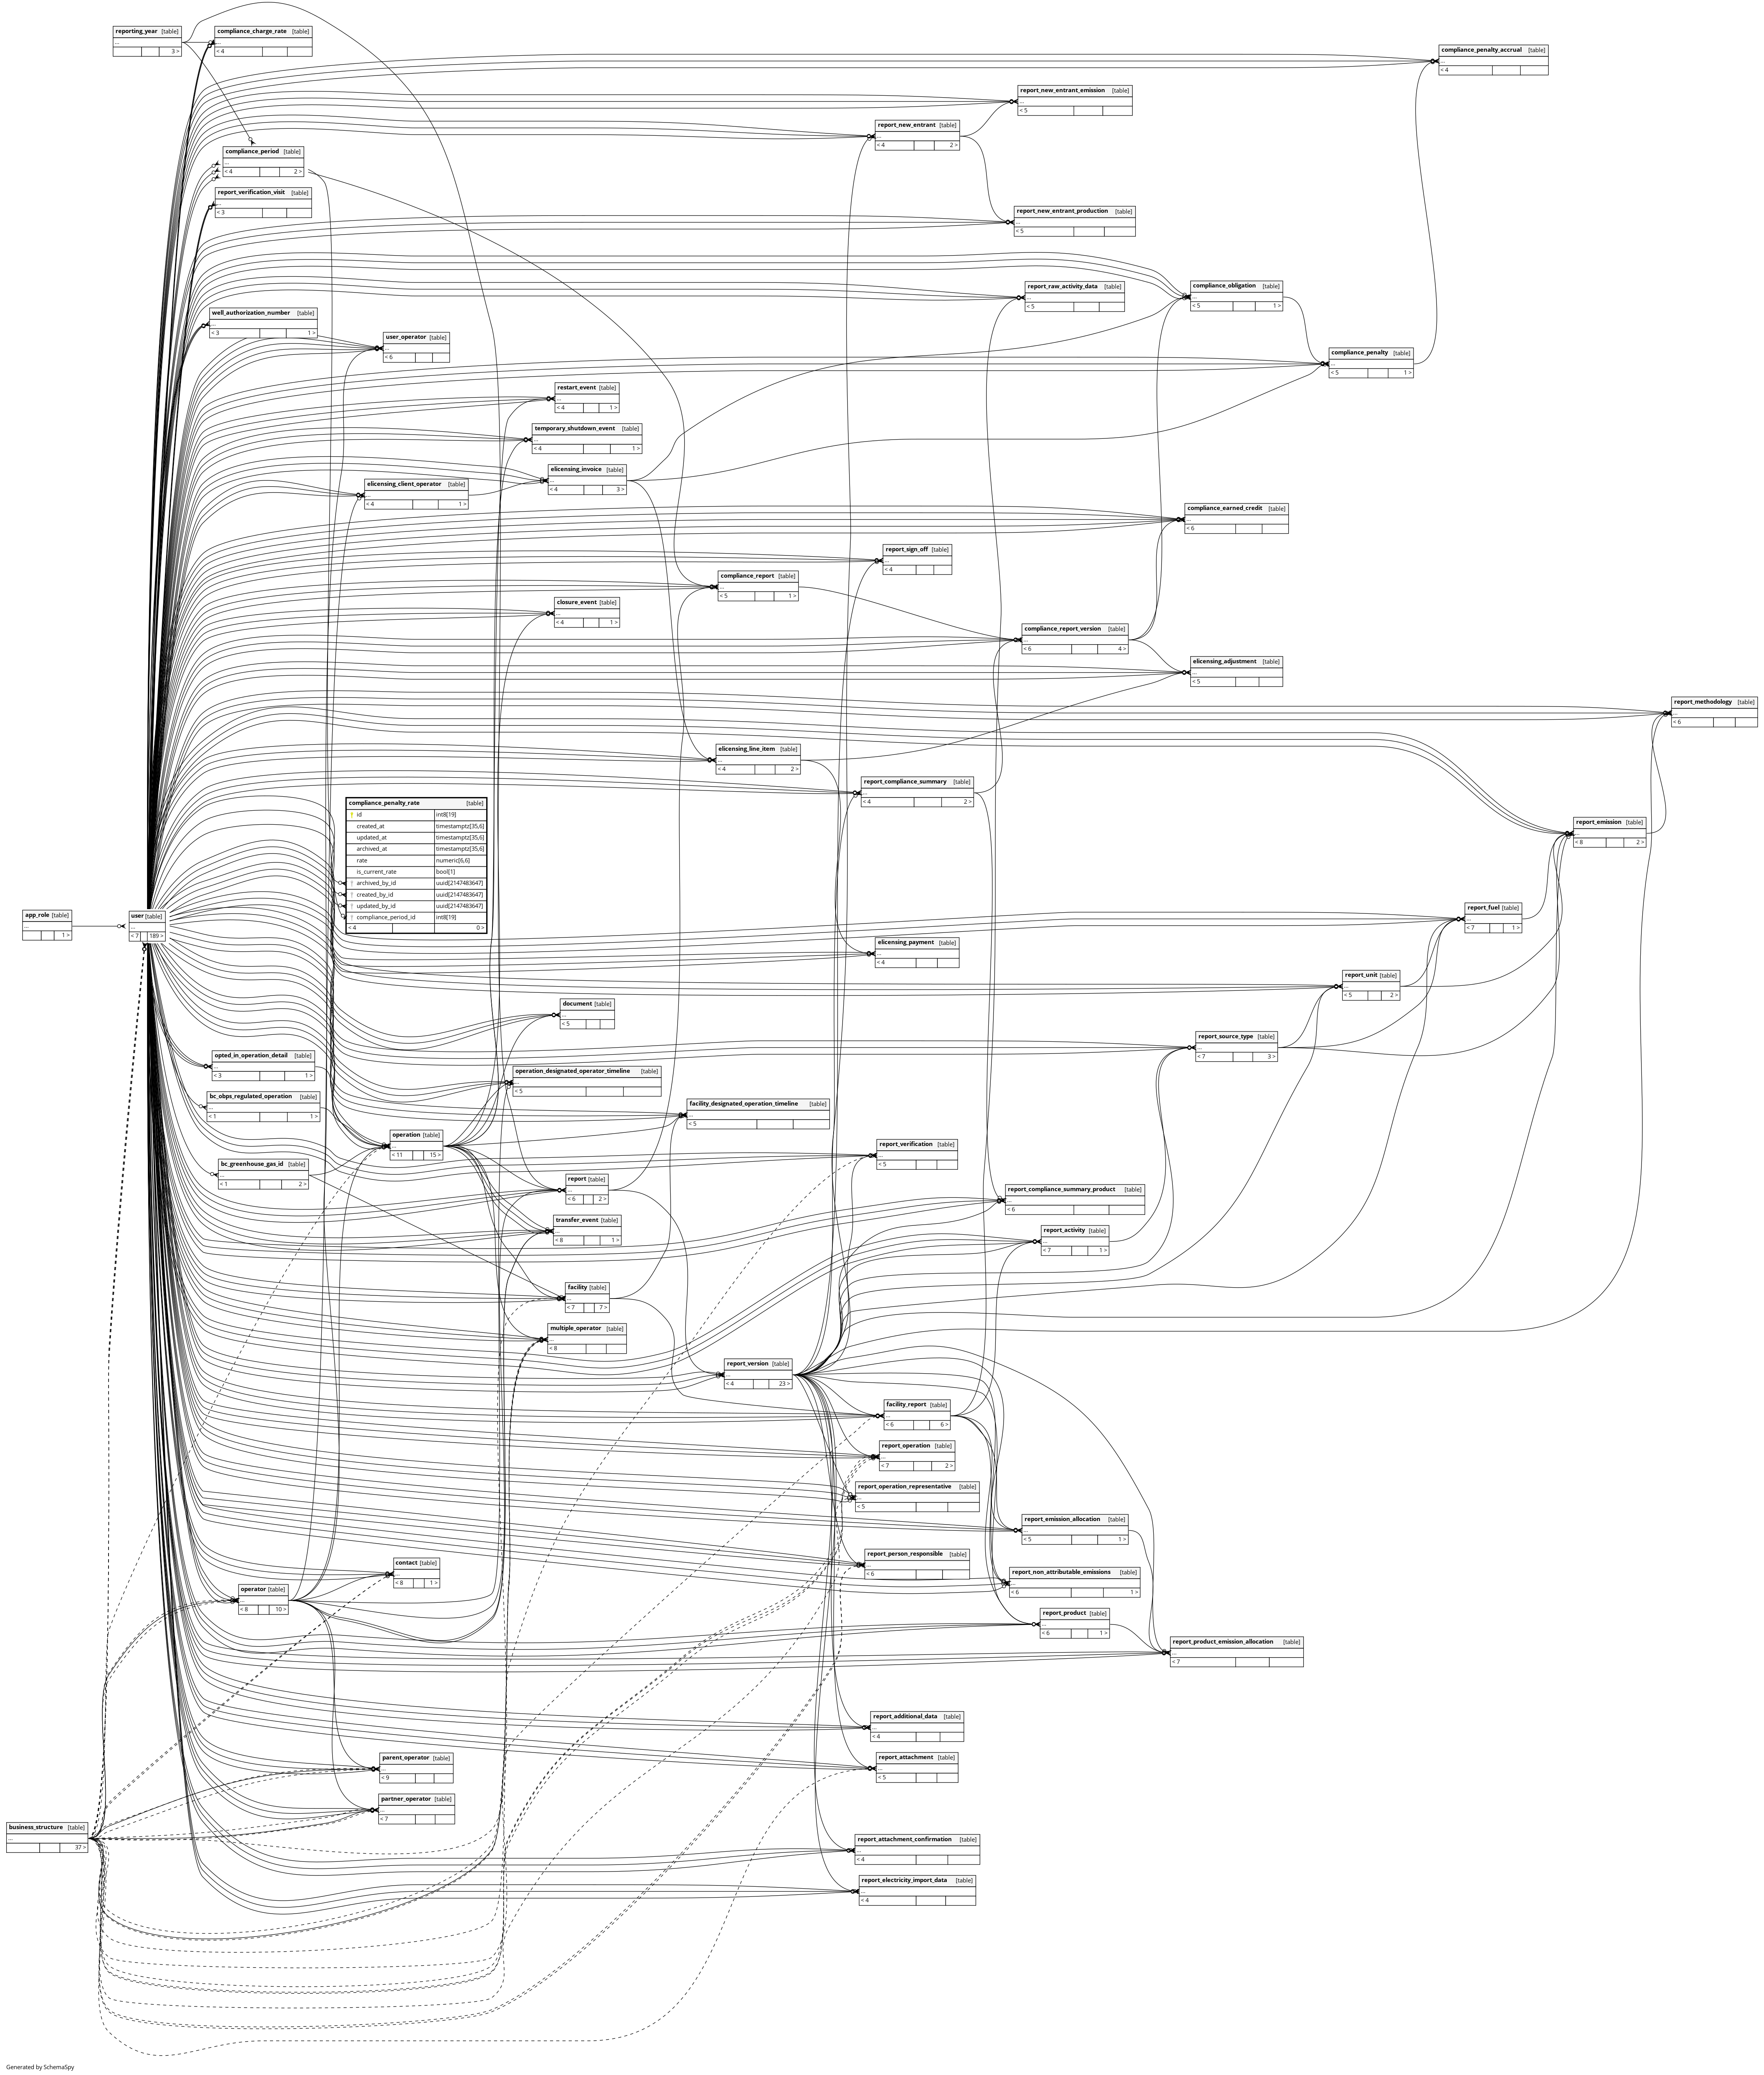 reporting_year [table]
...
3 >
compliance_charge_rate [table]
...
< 4
compliance_penalty_accrual [table]
...
< 4
report_new_entrant_emission [table]
...
< 5
report_new_entrant [table]
...
< 4 2 >
compliance_period [table]
...
< 4 2 >
report_verification_visit [table]
...
< 3
report_new_entrant_production [table]
...
< 5
report_raw_activity_data [table]
...
< 5
compliance_obligation [table]
...
< 5 1 >
well_authorization_number [table]
...
< 3 1 >
user_operator [table]
...
< 6
compliance_penalty [table]
...
< 5 1 >
restart_event [table]
...
< 4 1 >
temporary_shutdown_event [table]
...
< 4 1 >
elicensing_invoice [table]
...
< 4 3 >
elicensing_client_operator [table]
...
< 4 1 >
compliance_earned_credit [table]
...
< 6
report_sign_off [table]
...
< 4
compliance_report [table]
...
< 5 1 >
closure_event [table]
...
< 4 1 >
compliance_report_version [table]
...
< 6 4 >
elicensing_adjustment [table]
...
< 5
report_methodology [table]
...
< 6
elicensing_line_item [table]
...
< 4 2 >
report_compliance_summary [table]
...
< 4 2 >
compliance_penalty_rate [table]
id int8[19]
created_at timestamptz[35,6]
updated_at timestamptz[35,6]
archived_at timestamptz[35,6]
rate numeric[6,6]
is_current_rate bool[1]
archived_by_id uuid[2147483647]
created_by_id uuid[2147483647]
updated_by_id uuid[2147483647]
compliance_period_id int8[19]
< 4 0 >
report_emission [table]
...
< 8 2 >
report_fuel [table]
...
< 7 1 >
app_role [table]
...
1 >
user [table]
...
< 7 189 >
elicensing_payment [table]
...
< 4
report_unit [table]
...
< 5 2 >
document [table]
...
< 5
report_source_type [table]
...
< 7 3 >
opted_in_operation_detail [table]
...
< 3 1 >
operation_designated_operator_timeline [table]
...
< 5
bc_obps_regulated_operation [table]
...
< 1 1 >
facility_designated_operation_timeline [table]
...
< 5
operation [table]
...
< 11 15 >
report_verification [table]
...
< 5
bc_greenhouse_gas_id [table]
...
< 1 2 >
report [table]
...
< 6 2 >
report_compliance_summary_product [table]
...
< 6
transfer_event [table]
...
< 8 1 >
report_activity [table]
...
< 7 1 >
facility [table]
...
< 7 7 >
multiple_operator [table]
...
< 8
report_version [table]
...
< 4 23 >
facility_report [table]
...
< 6 6 >
report_operation [table]
...
< 7 2 >
report_operation_representative [table]
...
< 5
report_emission_allocation [table]
...
< 5 1 >
report_person_responsible [table]
...
< 6
contact [table]
...
< 8 1 >
report_non_attributable_emissions [table]
...
< 6 1 >
operator [table]
...
< 8 10 >
report_product [table]
...
< 6 1 >
report_product_emission_allocation [table]
...
< 7
report_additional_data [table]
...
< 4
parent_operator [table]
...
< 9
report_attachment [table]
...
< 5
partner_operator [table]
...
< 7
business_structure [table]
...
37 >
report_attachment_confirmation [table]
...
< 4
report_electricity_import_data [table]
...
< 4
Generated by SchemaSpy